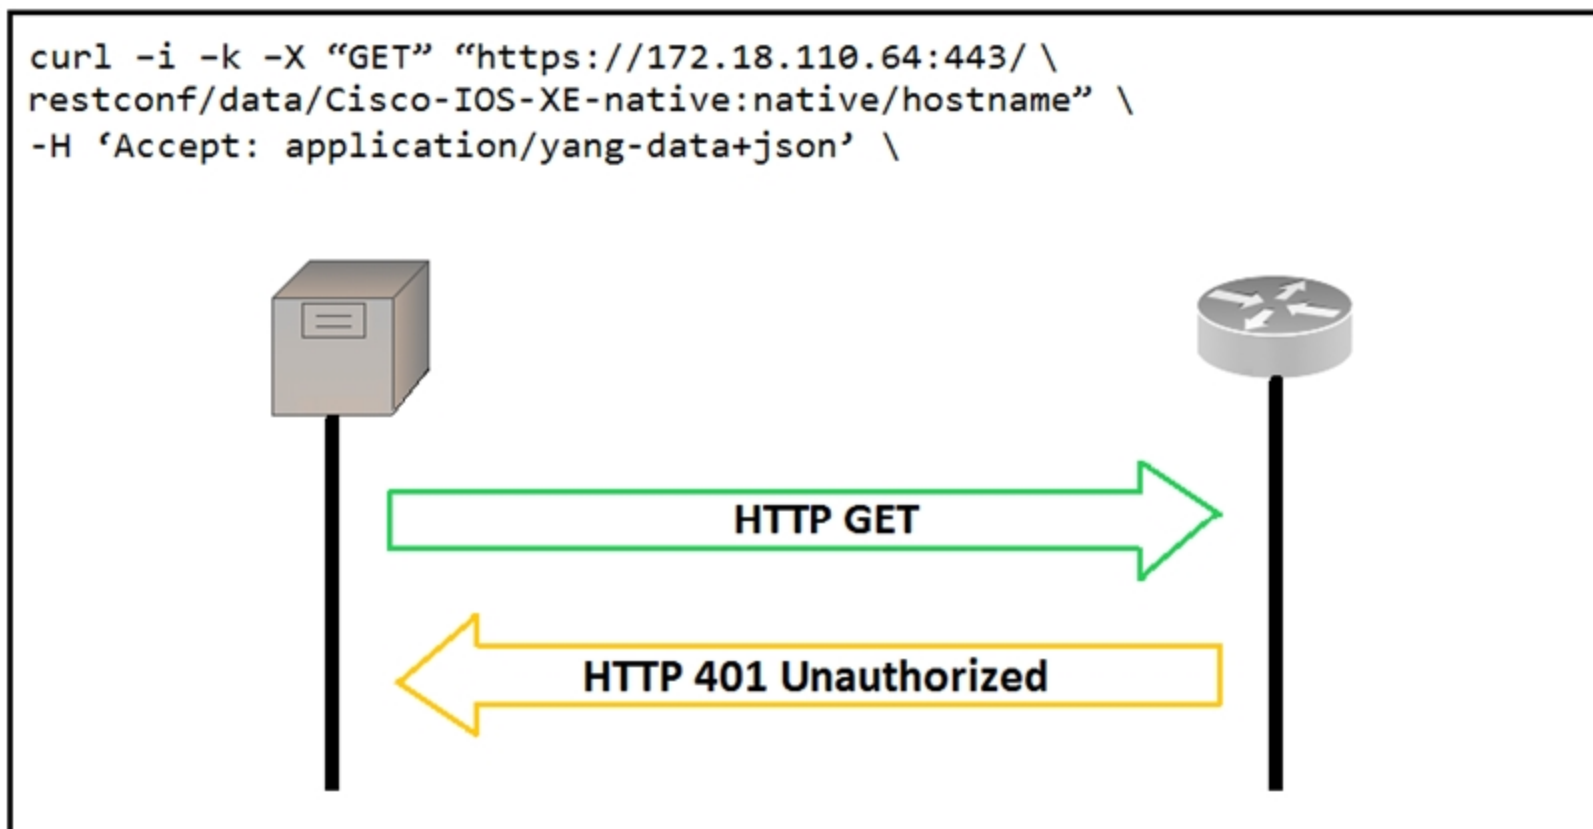 curl –i –k –X “GET” “https://172.18.110.64:443/ \
restconf/data/Cisco-IOS-XE-native:native/hostname” \
-H ‘Accept: application/yang-data+json’ \
HTTP GET
HTTP 401 Unauthorized